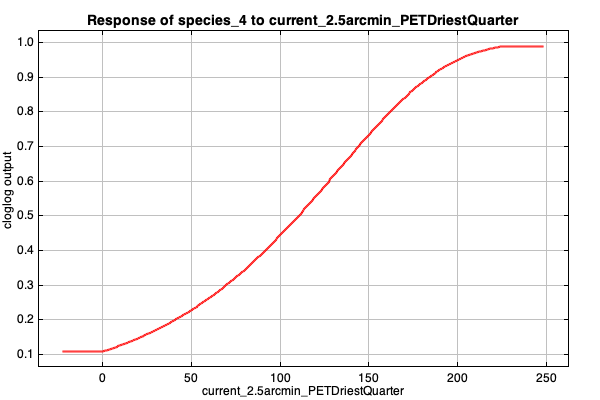 Response of species_4 to current_2.5arcmin_PETDriestQuarter
1.0
0.9
0.8
0.7
0.6
0.5
0.4
0.3
0.2
0.1
cloglog output
0 50 100 150 200 250
current_2.5arcmin_PETDriestQuarter